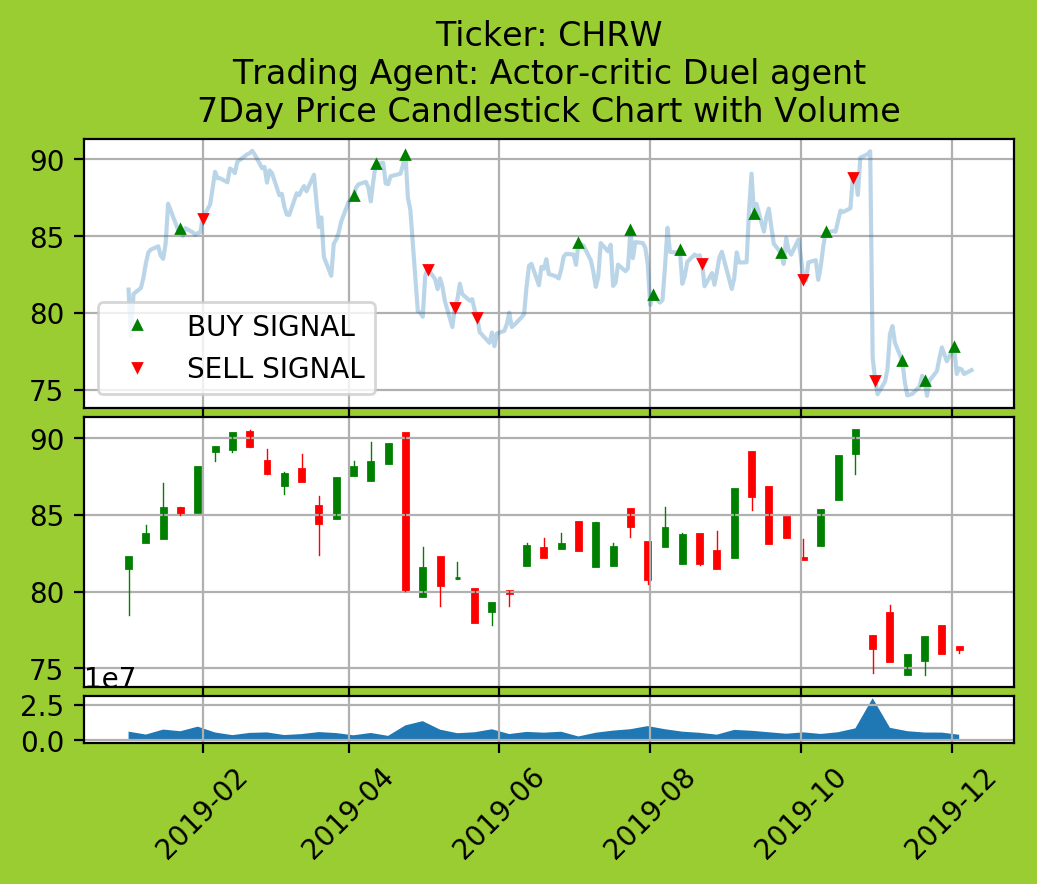 Ticker: CHRW
Trading Agent: Actor-critic Duel agent
7Day Price Candlestick Chart with Volume
90
85
80
75
BUY SIGNAL
SELL SIGNAL
90
85
80
75
1e7
2.5
0.0
2019-02
2019-04
2019-06
2019-08
2019-10
2019-12